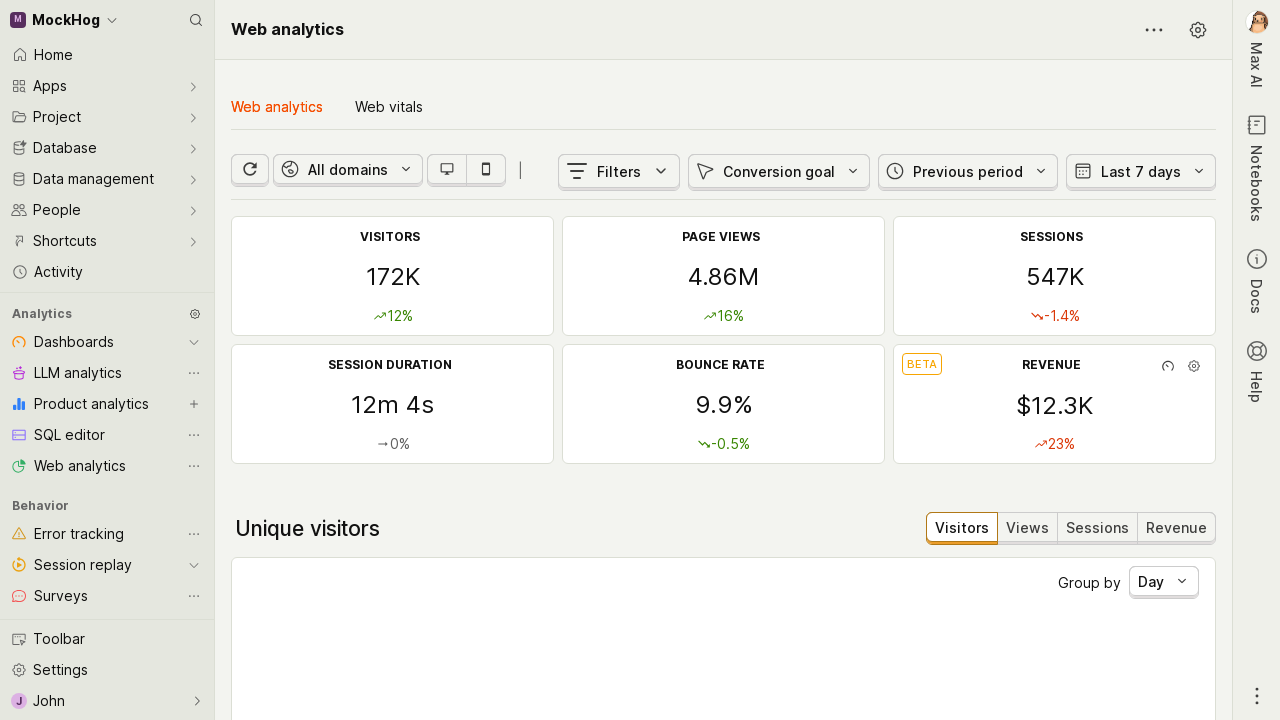 M MockHog
Home
Apps
Project
Database
Data management
People
Shortcuts
Activity
Analytics
Dashboards
LLM analytics
Product analytics
SQL editor
Web analytics
Behavior
Error tracking
Session replay
Surveys
Toolbar
Settings
J John
Web analytics
Web analytics Web vitals
All domains Filters Conversion goal Previous period Last 7 days
VISITORS
172K
12%
PAGE VIEWS
4.86M
16%
SESSIONS
547K
-1.4%
SESSION DURATION
12m 4s
0%
BOUNCE RATE
9.9%
-0.5%
BETA REVENUE
$12.3K
23%
Unique visitors
Visitors Views Sessions Revenue
Group by Day
Max AI
Notebooks
Docs
Help